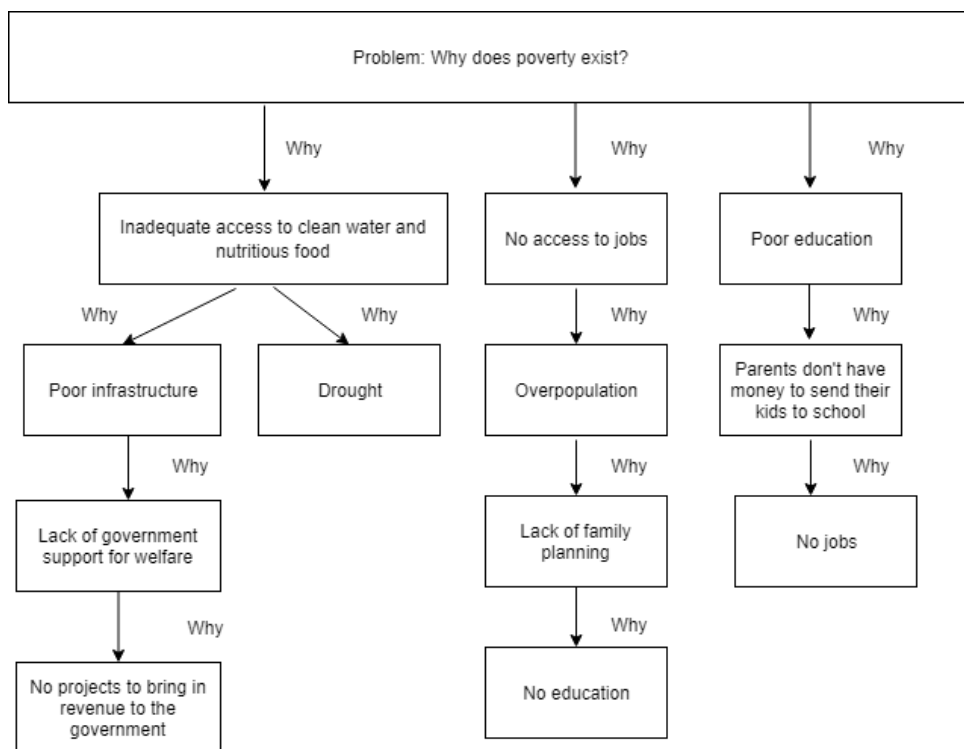 Problem: Why does poverty exist?
Why
Why
Why
Inadequate access to clean water and
nutritious food
No access to jobs
Poor education
Why
Why
Why
Why
Poor infrastructure
Drought
Overpopulation
Parents don't have
money to send their
kids to school
Why
Why
Why
Lack of government
support for welfare
Lack of family
planning
No jobs
Why
Why
No projects to bring in
revenue to the
government
No education